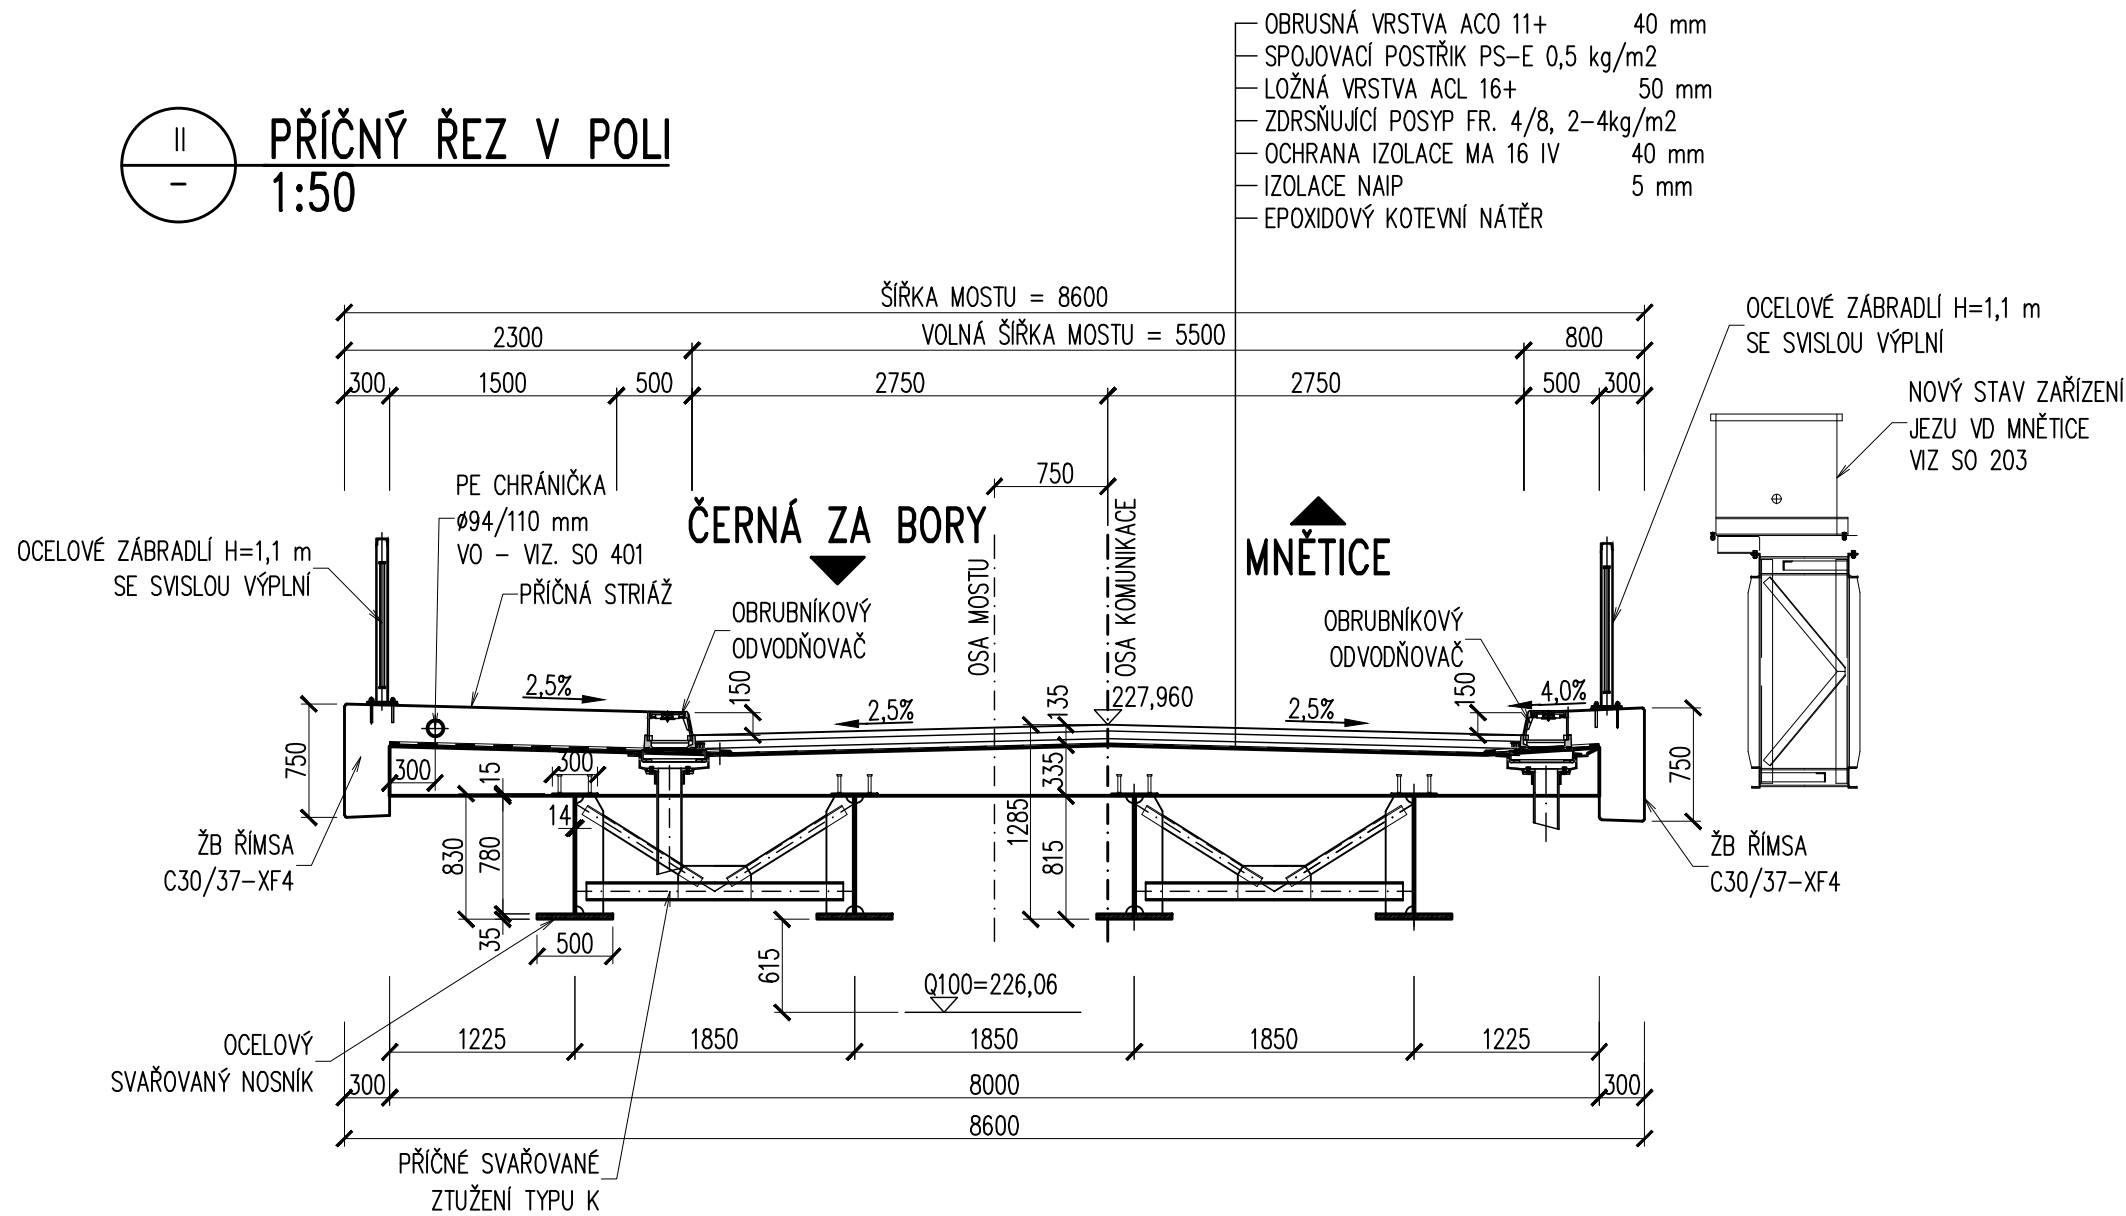 OBRUSNÁ VRSTVA ACO 11+ 40 mm
SPOJOVACÍ POSTŘIK PS-E 0,5 kg/m2
LOŽNÁ VRSTVA ACL 16+ 50 mm
ZDRSŇUJÍCÍ POSYP FR. 4/8, 2-4kg/m2
OCHRANA IZOLACE MA 16 IV 40 mm
IZOLACE NAIP 5 mm
EPOXIDOVÝ KOTEVNÍ NÁTĚR
II
–
PŘÍČNÝ ŘEZ V POLI
1:50
ŠÍŘKA MOSTU = 8600
2300
VOLNÁ ŠÍŘKA MOSTU = 5500
800
300
1500
500
2750
2750
500
300
OCELOVÉ ZÁBRADLÍ H=1,1 m
SE SVISLOU VÝPLNÍ
NOVÝ STAV ZAŘÍZENÍ
JEZU VD MNĚTICE
VIZ SO 203
750
PE CHRÁNIČKA
ø94/110 mm
VO - VIZ. SO 401
PŘÍČNÁ STRIÁŽ
OCELOVÉ ZÁBRADLÍ H=1,1 m
SE SVISLOU VÝPLNÍ
ČERNÁ ZA BORY
MNĚTICE
OSA MOSTU
OSA KOMUNIKACE
OBRUBNÍKOVÝ
ODVODŇOVAČ
OBRUBNÍKOVÝ
ODVODŇOVAČ
2,5%
150
2,5%
135
227,960
2,5%
150
4,0%
750
300
15
300
335
750
14
1285
830
780
815
ŽB ŘÍMSA
C30/37-XF4
ŽB ŘÍMSA
C30/37-XF4
35
500
615
Q100=226,06
OCELOVÝ
SVAŘOVANÝ NOSNÍK
1225
1850
1850
1850
1225
300
8000
300
8600
PŘÍČNÉ SVAŘOVANÉ
ZTUŽENÍ TYPU K